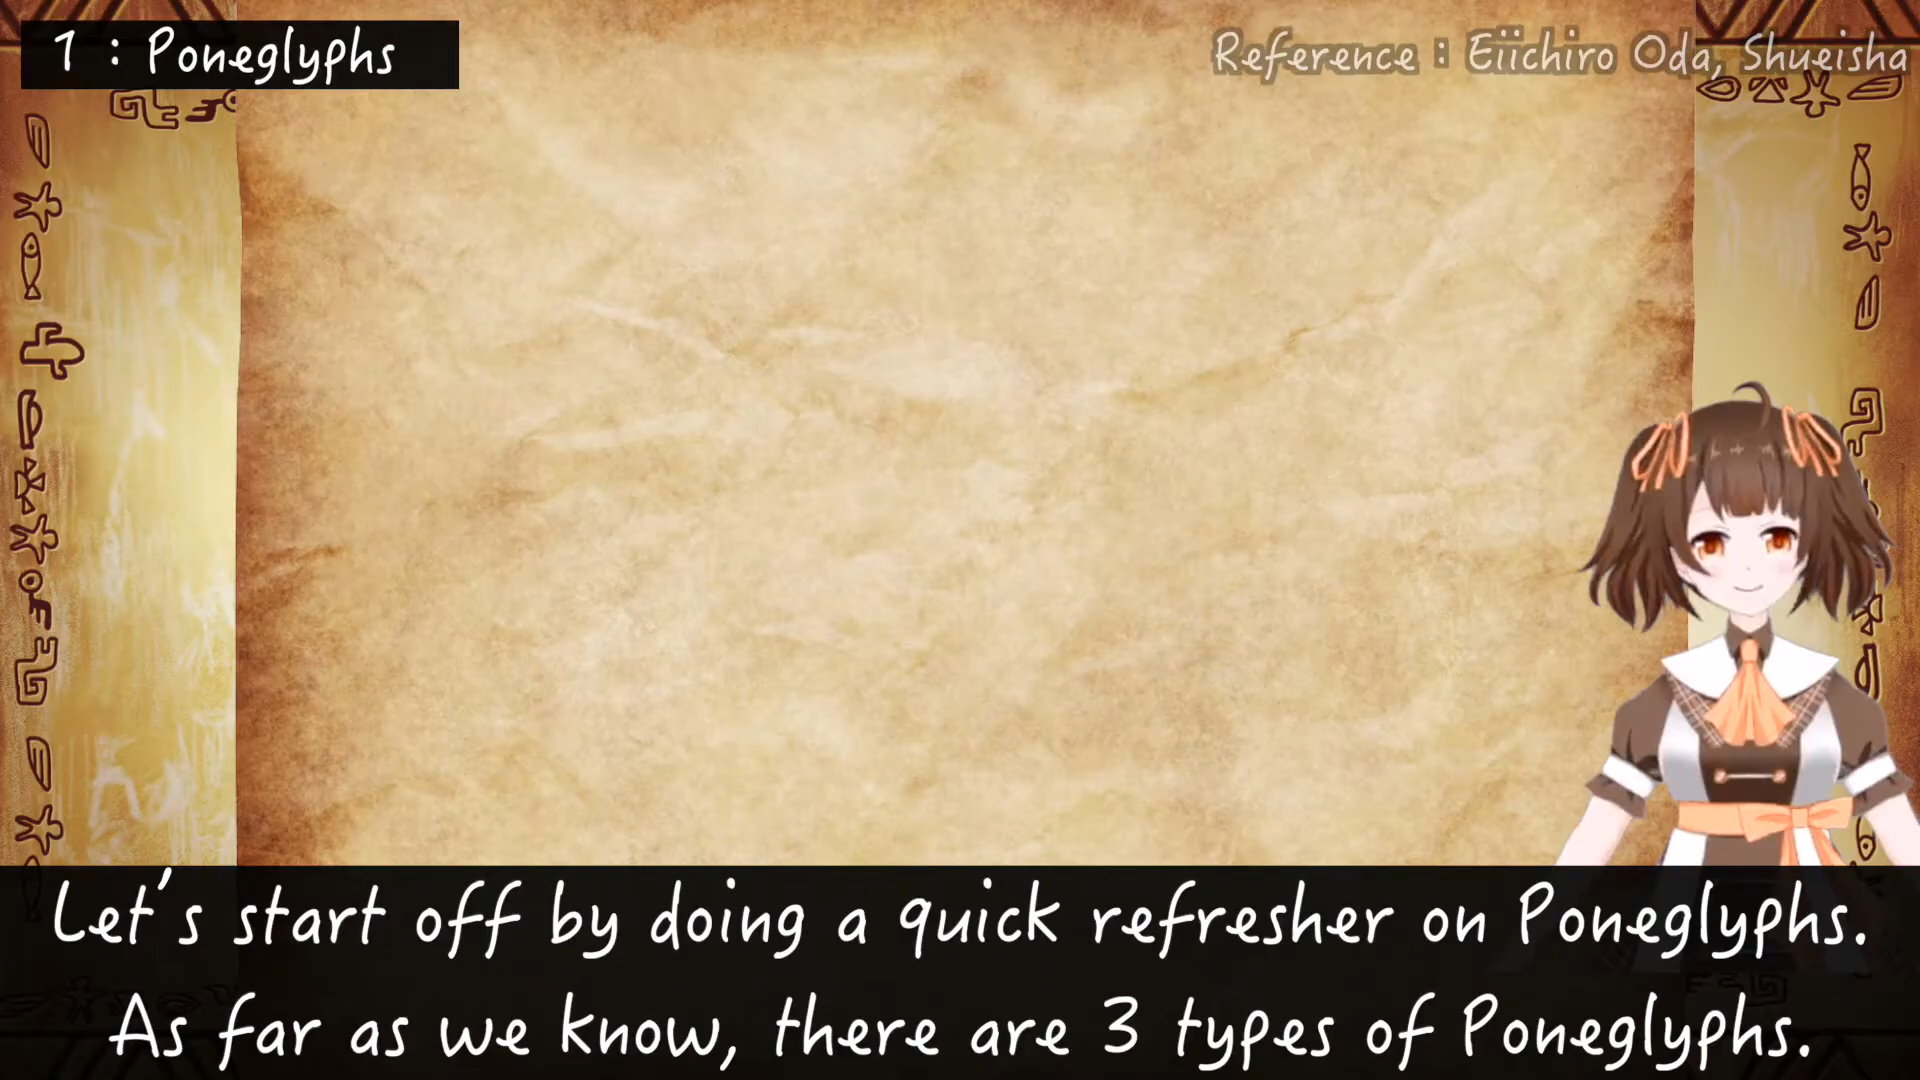 1 : Poneglyphs
Reference : Eiichiro Oda, Shueisha
Let's start off by doing a quick refresher on Poneglyphs.
As far as we know, there are 3 types of Poneglyphs.